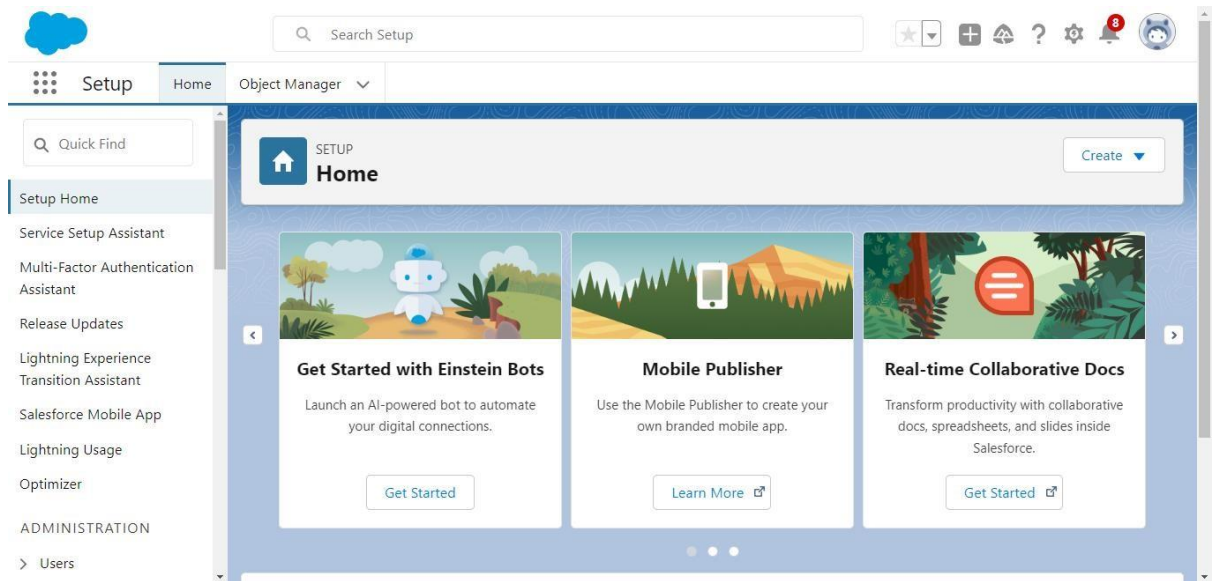 Search Setup
8
Setup
Home
Object Manager
Quick Find
Setup Home
Service Setup Assistant
Multi-Factor Authentication
Assistant
Release Updates
Lightning Experience
Transition Assistant
Salesforce Mobile App
Lightning Usage
Optimizer
ADMINISTRATION
Users
SETUP
Home
Create
Get Started with Einstein Bots
Launch an AI-powered bot to automate
your digital connections.
Get Started
Mobile Publisher
Use the Mobile Publisher to create your
own branded mobile app.
Learn More
Real-time Collaborative Docs
Transform productivity with collaborative
docs, spreadsheets, and slides inside
Salesforce.
Get Started